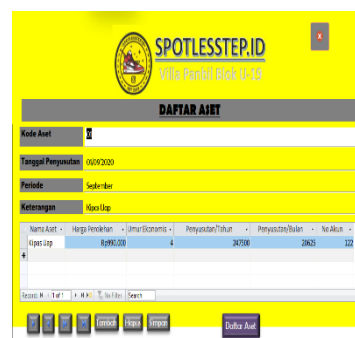 SPOTLESSTEP.ID
Villa Panbil Blok U-19
x
DAFTAR ASET
Kode Aset
Tanggal Penyusutan 09/09/2020
Periode September
Keterangan Kipas Uap
Nama Aset Harga Perolehan Umur Ekonomis Penyusutan/Tahun Penyusutan/Bulan No Akun
Kipas Uap Rp990.000 4 247500 20625 122
Record: 1 of 1 No Filter Search
Tambah Hapus Simpan Daftar Aset